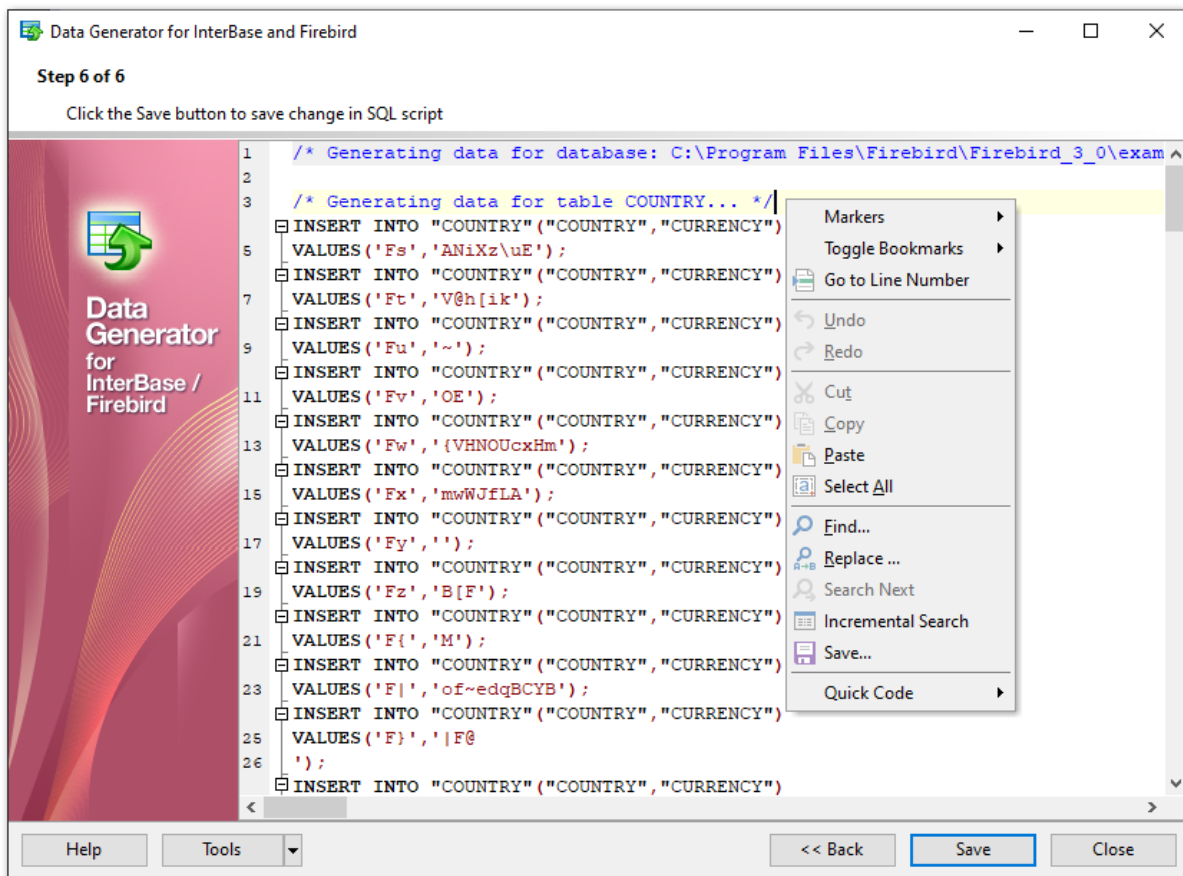 Data Generator for InterBase and Firebird
Step 6 of 6
Click the Save button to save change in SQL script
Data
Generator
for
InterBase /
Firebird
1 /* Generating data for database: C:\Program Files\Firebird\Firebird_3_0\exam
2
3 /* Generating data for table COUNTRY... */
INSERT INTO "COUNTRY"("COUNTRY","CURRENCY")
5 VALUES('Fs','ANiXz\uE');
INSERT INTO "COUNTRY"("COUNTRY","CURRENCY")
7 VALUES('Ft','V@h[ik');
INSERT INTO "COUNTRY"("COUNTRY","CURRENCY")
9 VALUES('Fu','~');
INSERT INTO "COUNTRY"("COUNTRY","CURRENCY")
11 VALUES('Fv','OE');
INSERT INTO "COUNTRY"("COUNTRY","CURRENCY")
13 VALUES('Fw','{VHNOUcxHm');
INSERT INTO "COUNTRY"("COUNTRY","CURRENCY")
15 VALUES('Fx','mwWJfLA');
INSERT INTO "COUNTRY"("COUNTRY","CURRENCY")
17 VALUES('Fy','');
INSERT INTO "COUNTRY"("COUNTRY","CURRENCY")
19 VALUES('Fz','B[F');
INSERT INTO "COUNTRY"("COUNTRY","CURRENCY")
21 VALUES('F{','M');
INSERT INTO "COUNTRY"("COUNTRY","CURRENCY")
23 VALUES('F|','of~edqBCYB');
INSERT INTO "COUNTRY"("COUNTRY","CURRENCY")
25 VALUES('F}','|F@
26 ');
INSERT INTO "COUNTRY"("COUNTRY","CURRENCY")
Markers
Toggle Bookmarks
Go to Line Number
Undo
Redo
Cut
Copy
Paste
Select All
Find...
Replace ...
Search Next
Incremental Search
Save...
Quick Code
Help
Tools
<< Back
Save
Close